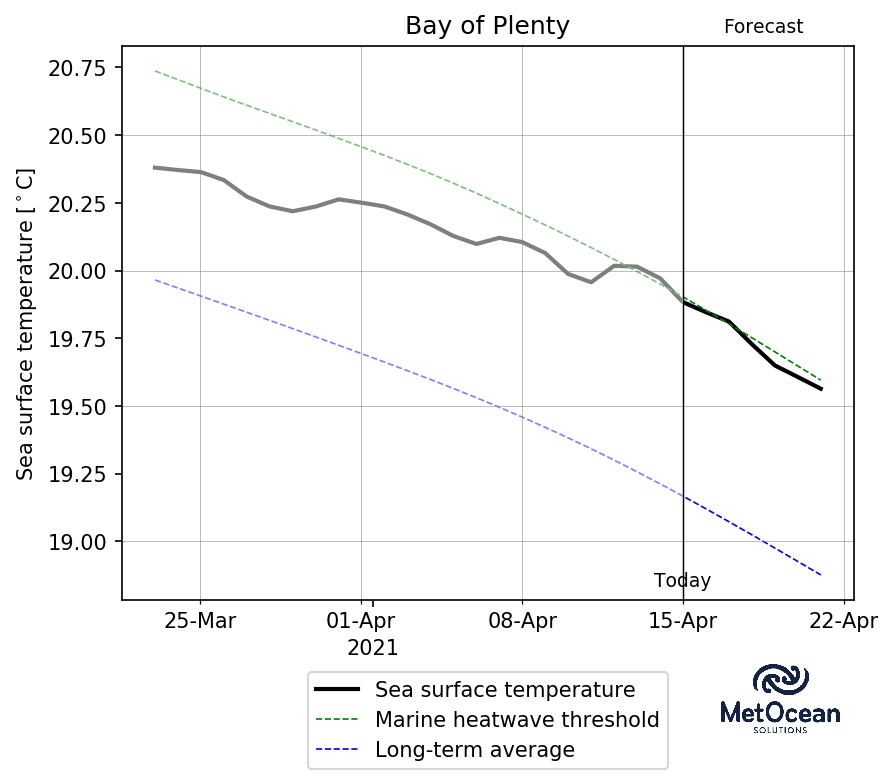 Bay of Plenty
Forecast
20.75
20.50
20.25
20.00
19.75
19.50
19.25
19.00
Sea surface temperature [°C]
Today
25-Mar
01-Apr
08-Apr
15-Apr
22-Apr
2021
Sea surface temperature
Marine heatwave threshold
Long-term average
MetOcean
SOLUTIONS